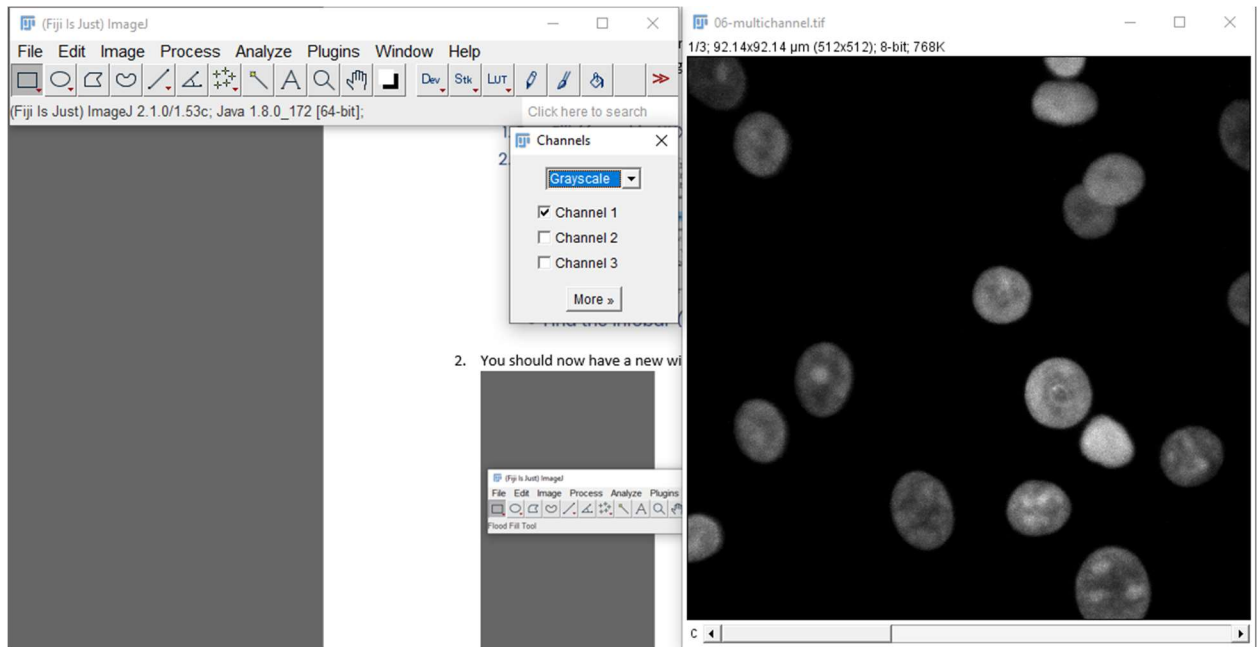 (Fiji Is Just) ImageJ
File Edit Image Process Analyze Plugins Window Help
Dev Stk LUT
(Fiji Is Just) ImageJ 2.1.0/1.53c; Java 1.8.0_172 [64-bit];
Click here to search
1.
2.
Channels
Grayscale
Channel 1
Channel 2
Channel 3
More »
2. You should now have a new wi
(Fiji Is Just) ImageJ
File Edit Image Process Analyze Plugins
Flood Fill Tool
06-multichannel.tif
1/3; 92.14x92.14 µm (512x512); 8-bit; 768K
C